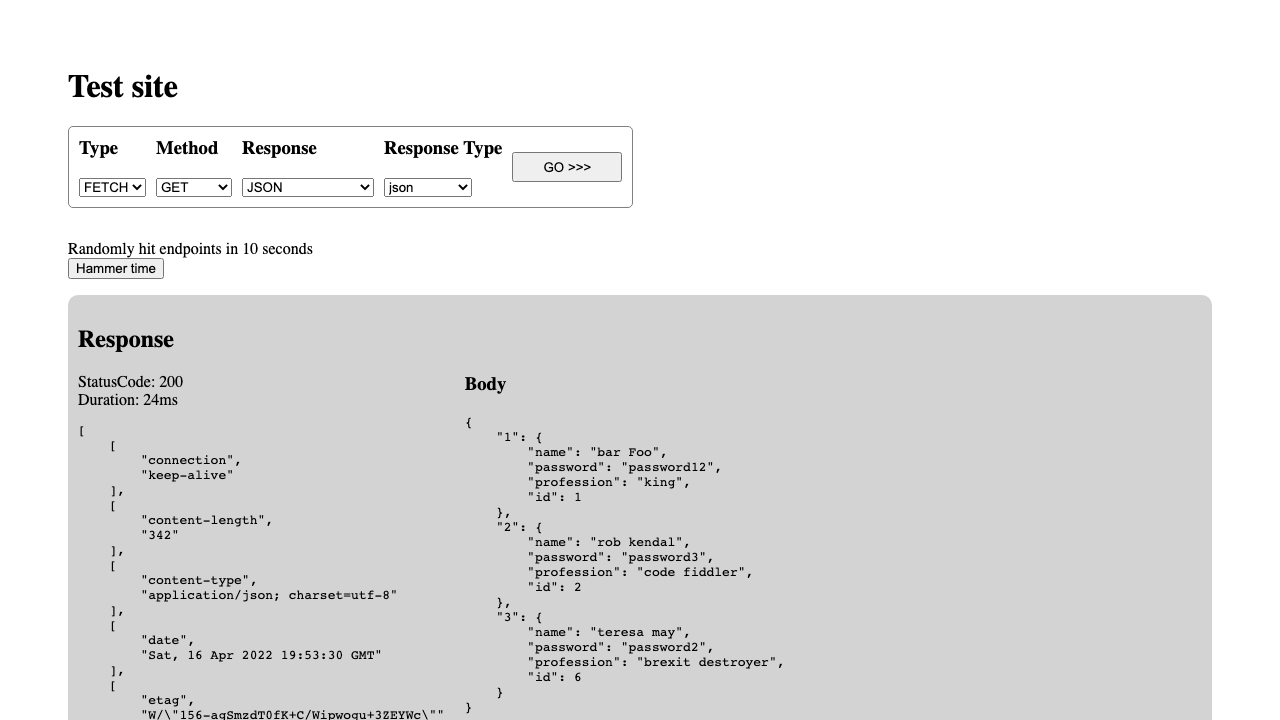 Test site
Type Method Response Response Type
FETCH GET JSON json GO >>>
Randomly hit endpoints in 10 seconds
Hammer time
Response
StatusCode: 200
Duration: 24ms
[
    [
        "connection",
        "keep-alive"
    ],
    [
        "content-length",
        "342"
    ],
    [
        "content-type",
        "application/json; charset=utf-8"
    ],
    [
        "date",
        "Sat, 16 Apr 2022 19:53:30 GMT"
    ],
    [
        "etag",
        "W/\"156-aqSmzdT0fK+C/Wipwoqu+3ZEYWc\""
Body
{
    "1": {
        "name": "bar Foo",
        "password": "password12",
        "profession": "king",
        "id": 1
    },
    "2": {
        "name": "rob kendal",
        "password": "password3",
        "profession": "code fiddler",
        "id": 2
    },
    "3": {
        "name": "teresa may",
        "password": "password2",
        "profession": "brexit destroyer",
        "id": 6
    }
}